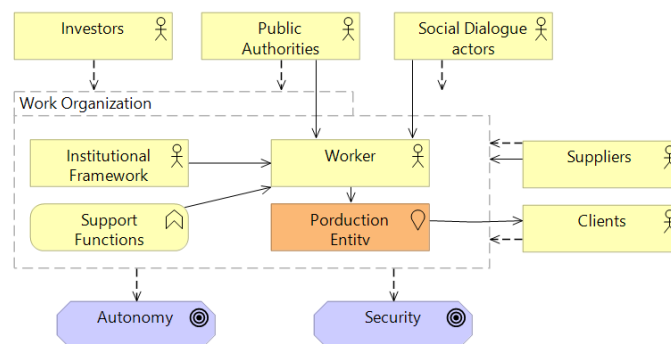 Investors
Public
Authorities
Social Dialogue
actors
Work Organization
Institutional
Framework
Worker
Suppliers
Support
Functions
Porduction
Entity
Clients
Autonomy
Security